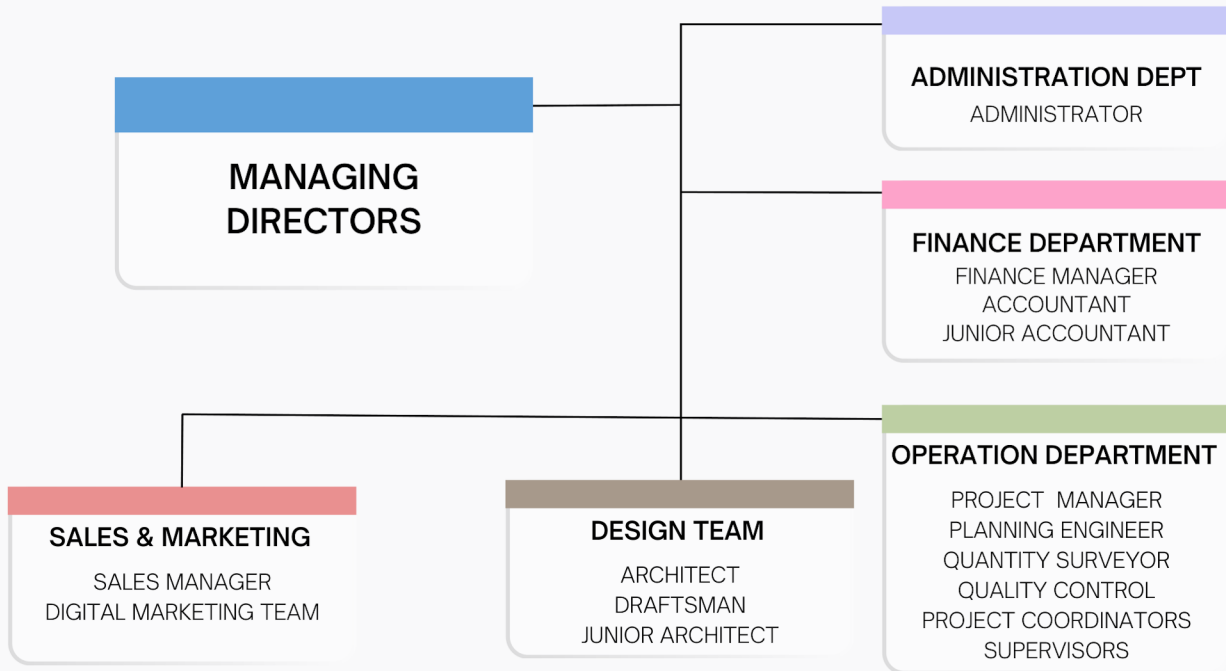 MANAGING
DIRECTORS
ADMINISTRATION DEPT
ADMINISTRATOR
FINANCE DEPARTMENT
FINANCE MANAGER
ACCOUNTANT
JUNIOR ACCOUNTANT
OPERATION DEPARTMENT
PROJECT MANAGER
PLANNING ENGINEER
QUANTITY SURVEYOR
QUALITY CONTROL
PROJECT COORDINATORS
SUPERVISORS
SALES & MARKETING
SALES MANAGER
DIGITAL MARKETING TEAM
DESIGN TEAM
ARCHITECT
DRAFTSMAN
JUNIOR ARCHITECT